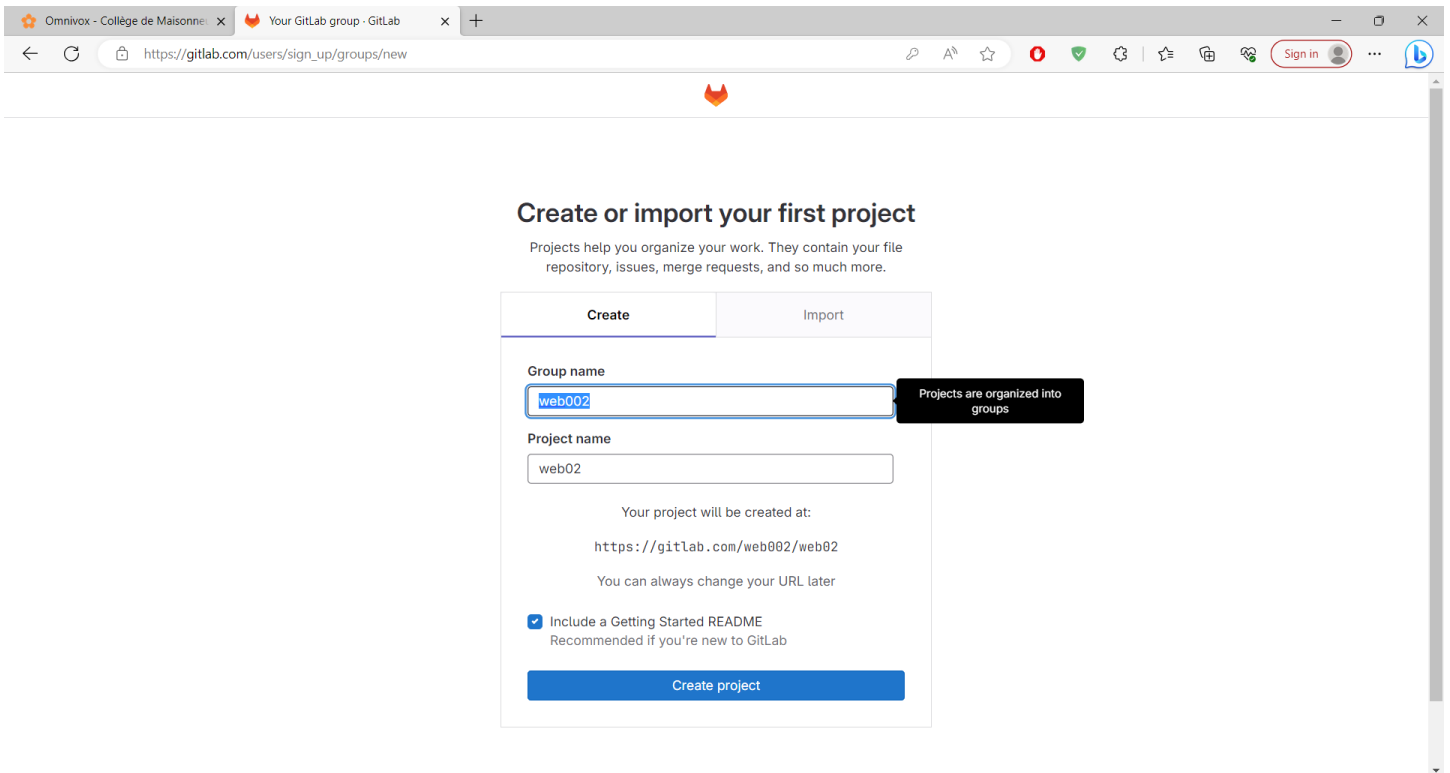 Omnivox - Collège de Maisonne
Your GitLab group · GitLab
https://gitlab.com/users/sign_up/groups/new
Sign in
Create or import your first project
Projects help you organize your work. They contain your file
repository, issues, merge requests, and so much more.
Create
Import
Group name
web002
Projects are organized into
groups
Project name
web02
Your project will be created at:
https://gitlab.com/web002/web02
You can always change your URL later
Include a Getting Started README
Recommended if you're new to GitLab
Create project